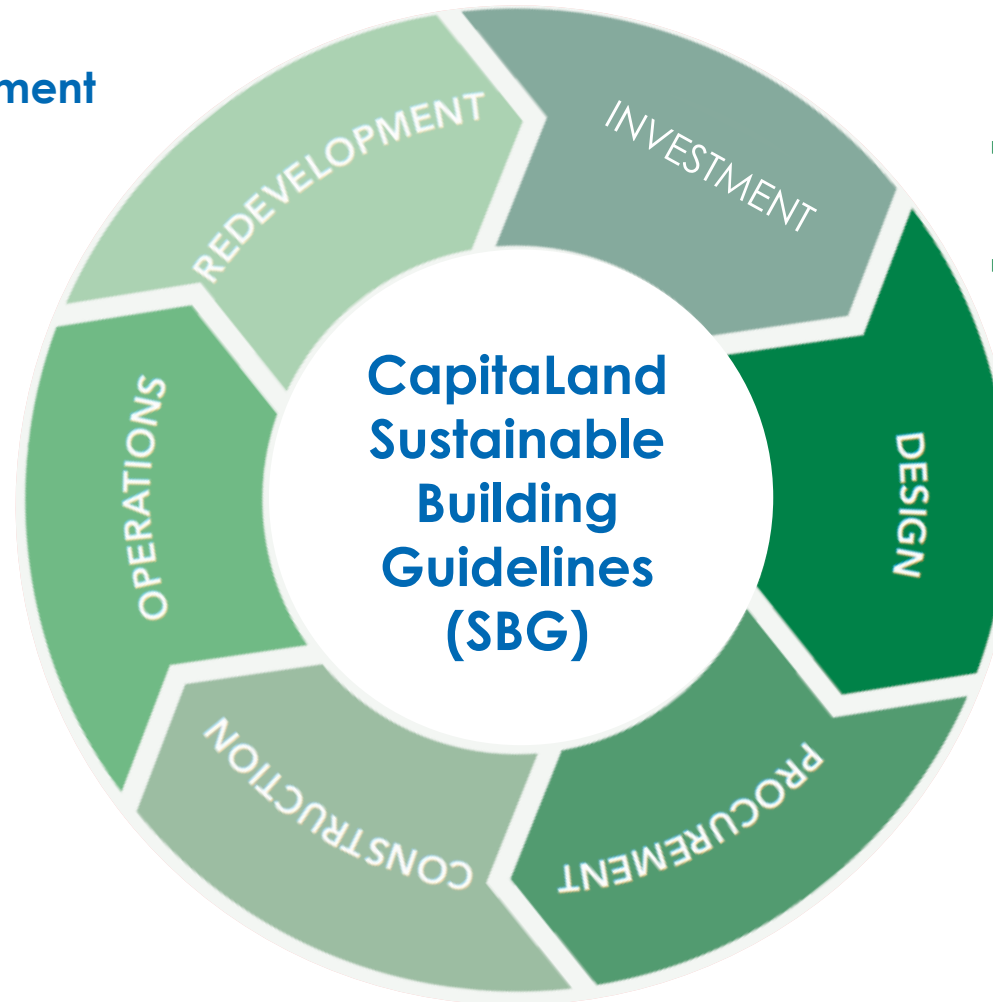 ment
INVESTMENT
DESIGN
PROCUREMENT
CONSTRUCTION
OPERATIONS
REDEVELOPMENT
CapitaLand
Sustainable
Building
Guidelines
(SBG)